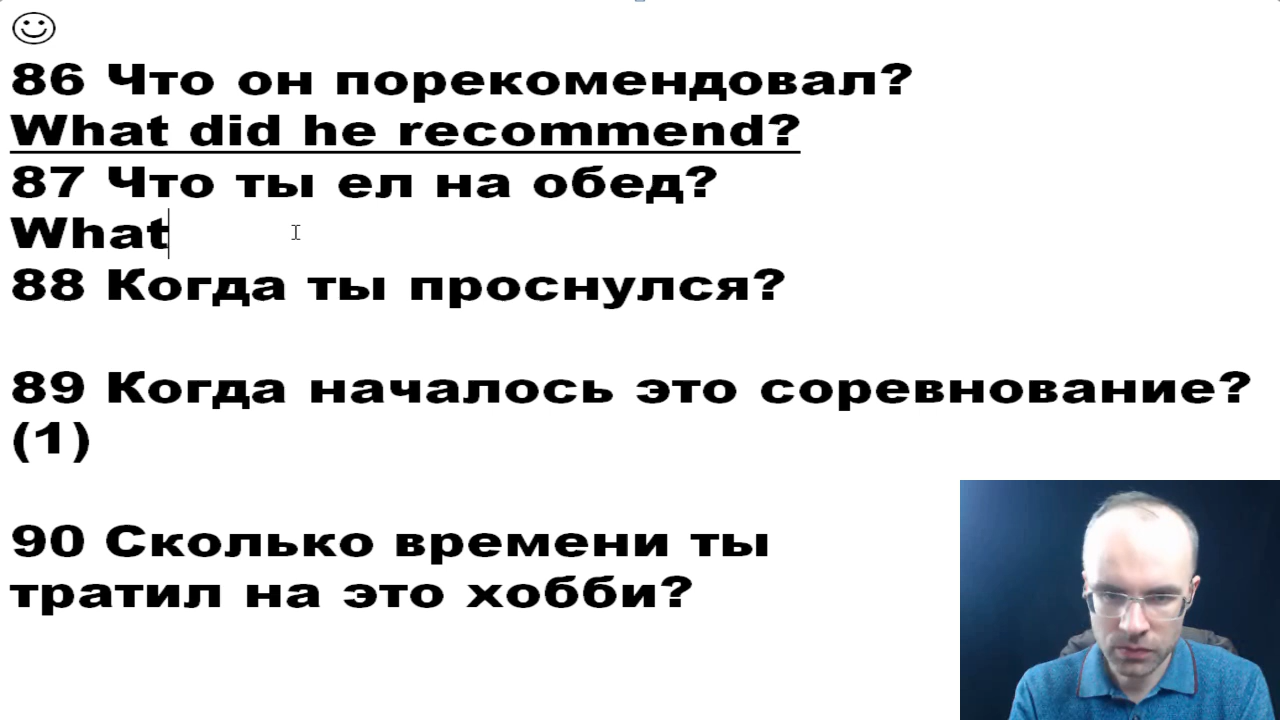 86 Что он порекомендовал?
What did he recommend?
87 Что ты ел на обед?
What
88 Когда ты проснулся?
89 Когда началось это соревнование?
(1)
90 Сколько времени ты
тратил на это хобби?